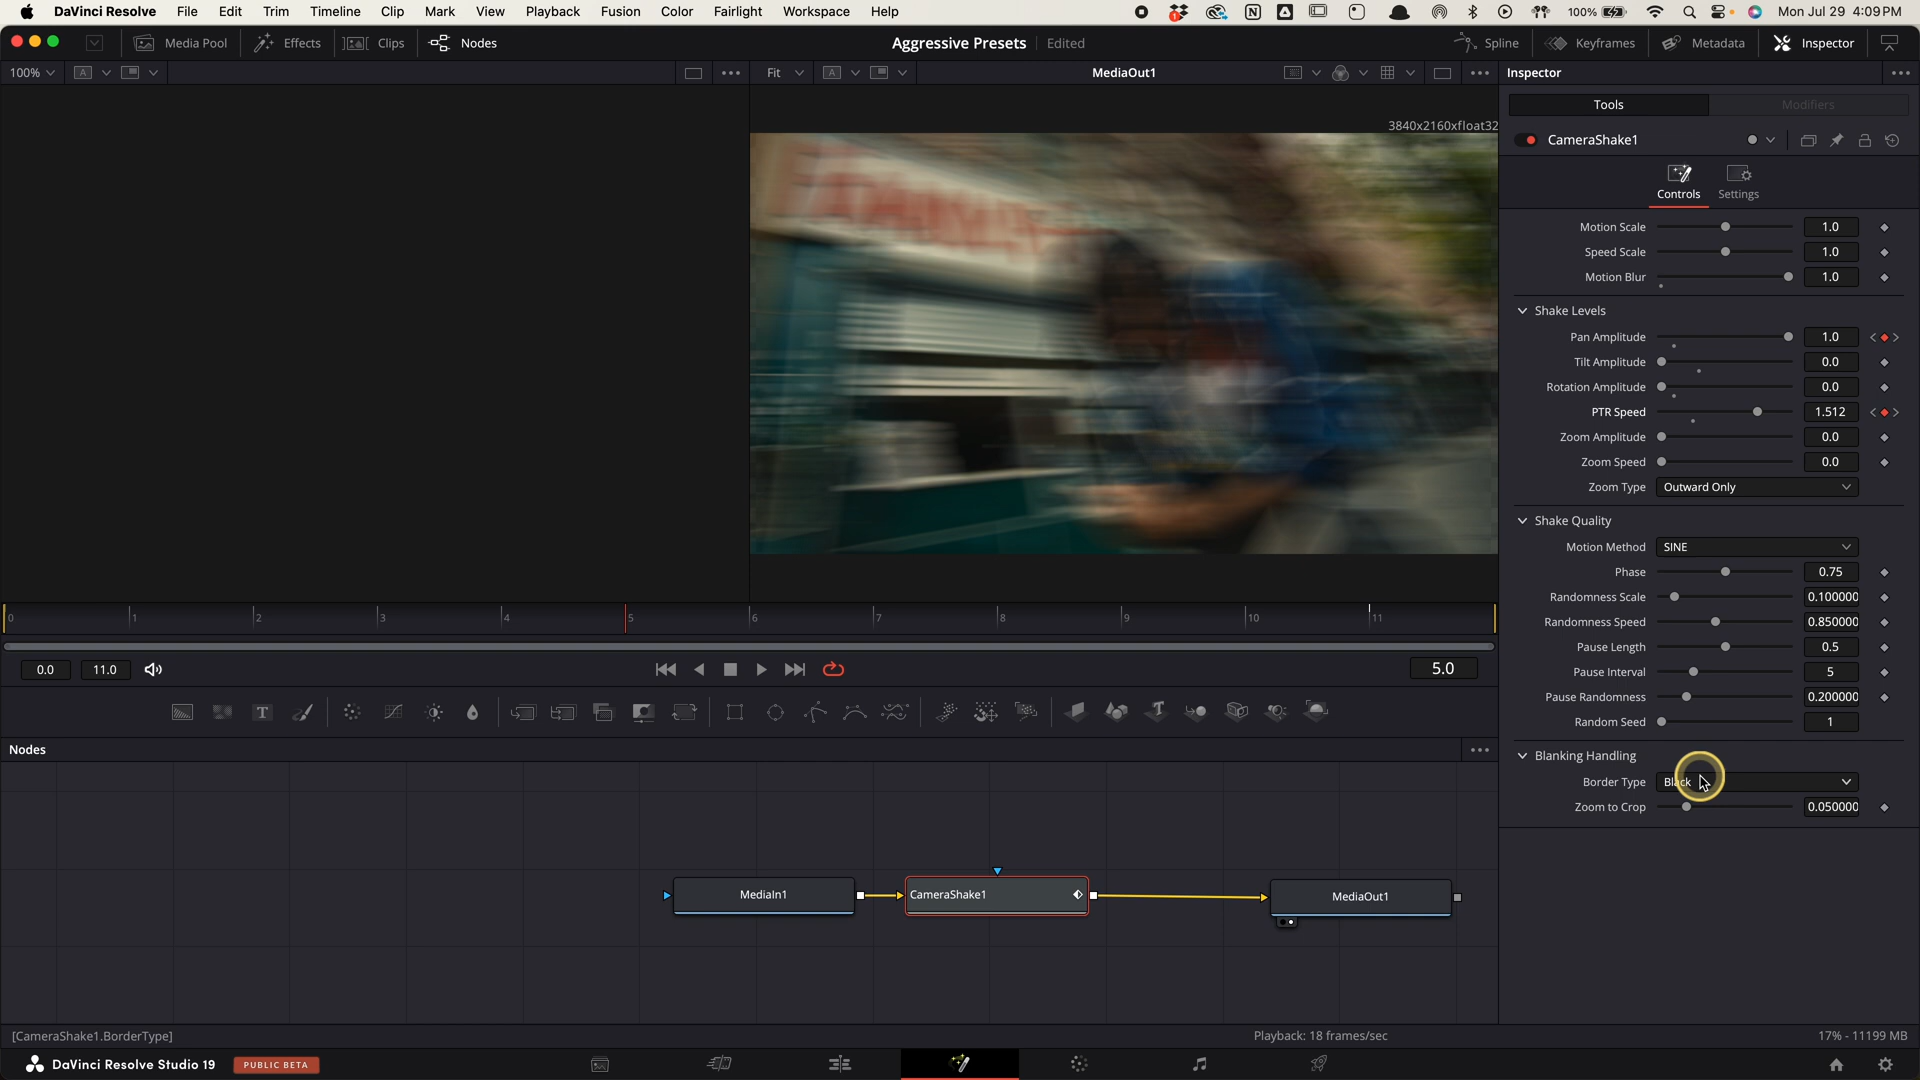 DaVinci Resolve File Edit Trim Timeline Clip Mark View Playback Fusion Color Fairlight Workspace Help 100% Mon Jul 29 4:09 PM
Media Pool Effects Clips Nodes Aggressive Presets Edited Spline Keyframes Metadata Inspector
100% A Fit A MediaOut1 Inspector
Tools Modifiers
3840x2160xfloat32
CameraShake1
Controls Settings
Motion Scale 1.0
Speed Scale 1.0
Motion Blur 1.0
Shake Levels
Pan Amplitude 1.0
Tilt Amplitude 0.0
Rotation Amplitude 0.0
PTR Speed 1.512
Zoom Amplitude 0.0
Zoom Speed 0.0
Zoom Type Outward Only
Shake Quality
Motion Method SINE
Phase 0.75
Randomness Scale 0.100000
Randomness Speed 0.850000
Pause Length 0.5
Pause Interval 5
Pause Randomness 0.200000
Random Seed 1
Blanking Handling
Border Type Black
Zoom to Crop 0.050000
0 1 2 3 4 5 6 7 8 9 10 11
0.0 11.0 5.0
T
Nodes
MediaIn1 CameraShake1 MediaOut1
[CameraShake1.BorderType] Playback: 18 frames/sec 17% - 11199 MB
DaVinci Resolve Studio 19 PUBLIC BETA